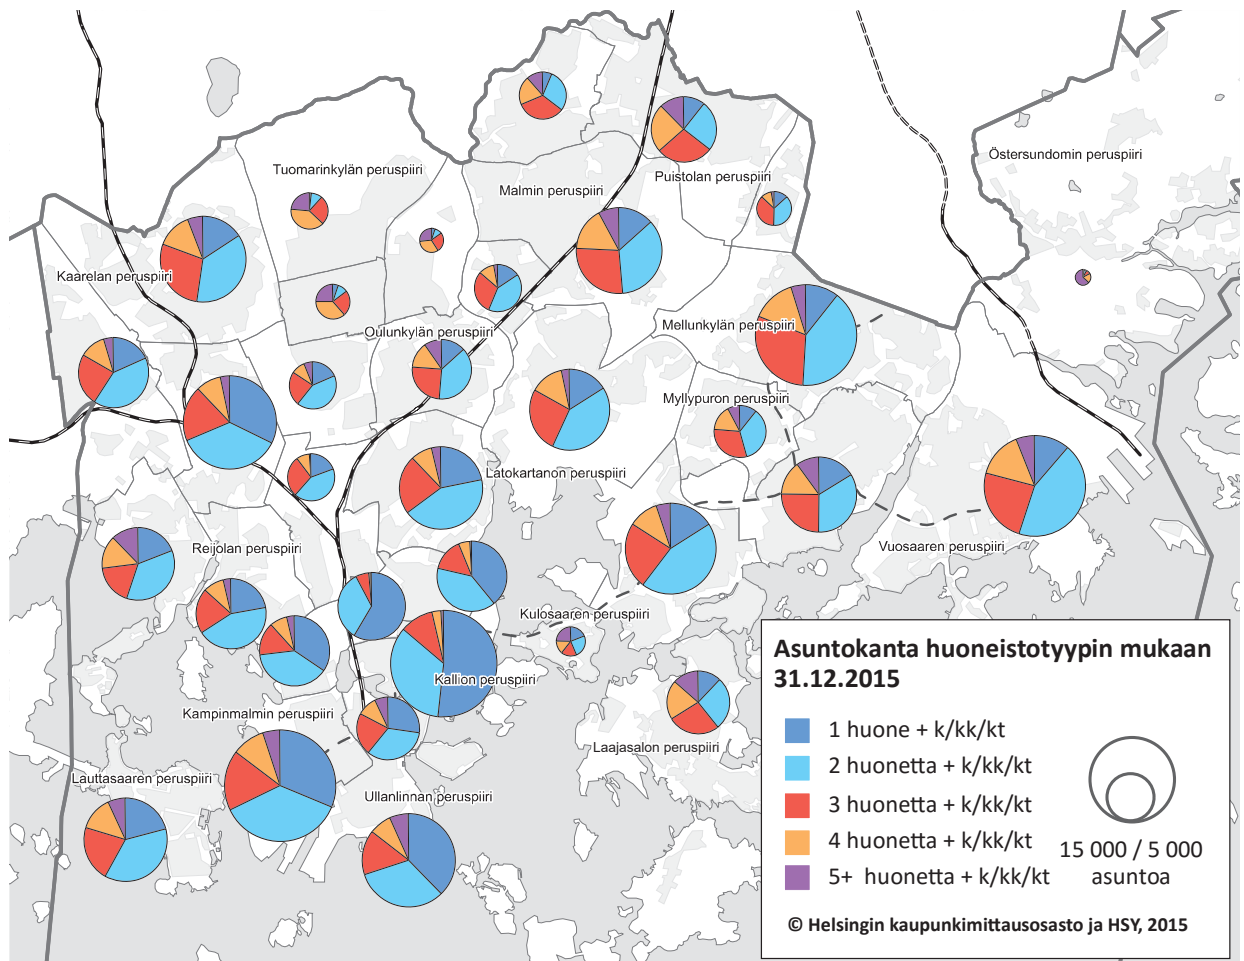 Östersundomin peruspiiri
Tuomarinkylän peruspiiri
Malmin peruspiiri
Puistolan peruspiiri
Kaarelan peruspiiri
Oulunkylän peruspiiri
Mellunkylän peruspiiri
Myllypuron peruspiiri
Latokartanon peruspiiri
Reijolan peruspiiri
Vuosaaren peruspiiri
Kulosaaren peruspiiri
Kallion peruspiiri
Kampinmalmin peruspiiri
Laajasalon peruspiiri
Lauttasaaren peruspiiri
Ullanlinnan peruspiiri
Asuntokanta huoneistotyypin mukaan
31.12.2015
1 huone + k/kk/kt
2 huonetta + k/kk/kt
3 huonetta + k/kk/kt
4 huonetta + k/kk/kt
5+ huonetta + k/kk/kt
15 000 / 5 000
asuntoa
© Helsingin kaupunkimittausosasto ja HSY, 2015